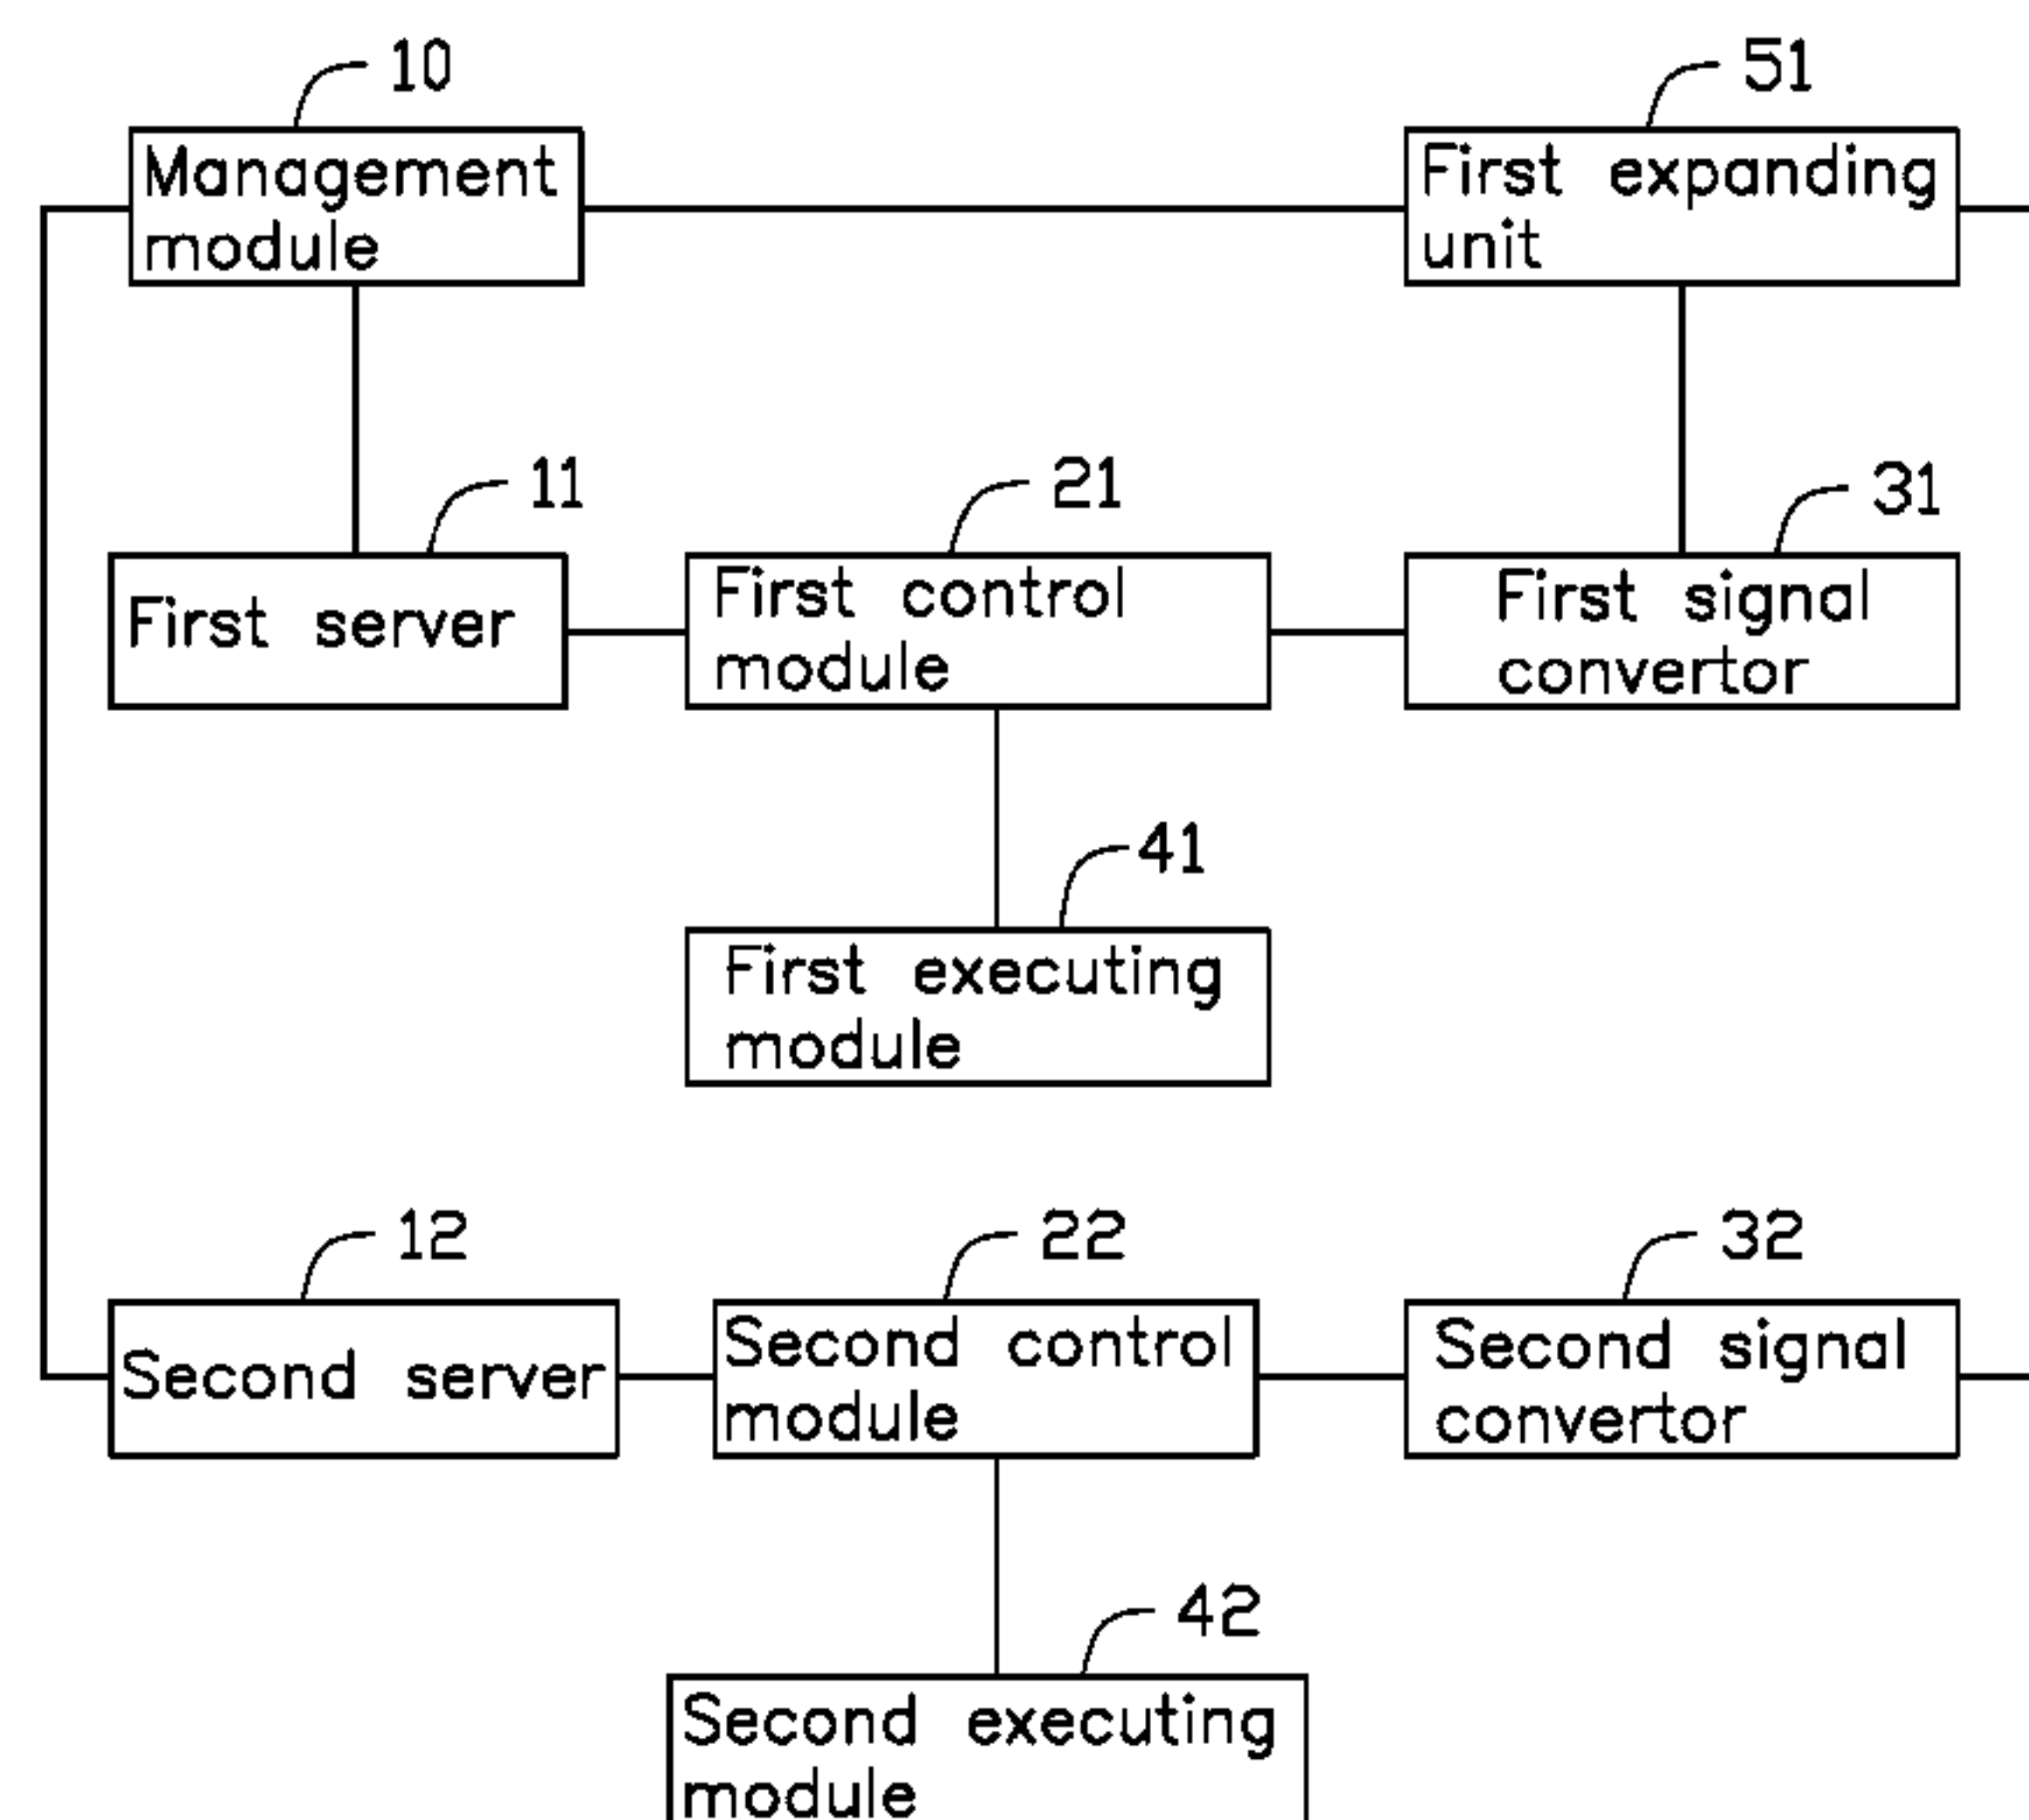 10
51
Management
module
First expanding
unit
11
21
31
First server
First control
module
First signal
convertor
41
First executing
module
12
22
32
Second server
Second control
module
Second signal
convertor
42
Second executing
module